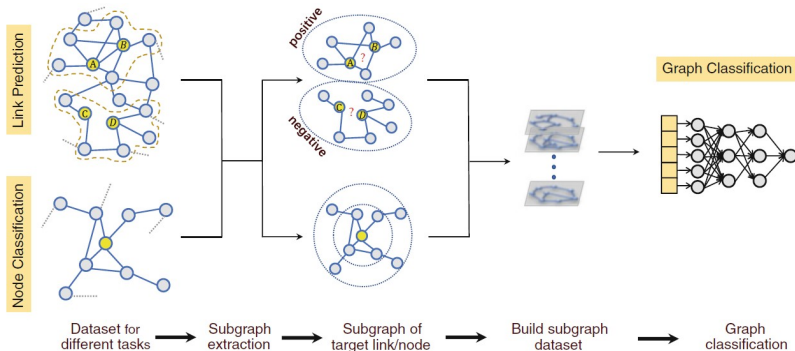 Link Prediction
B
A
C
D
positive
B
A ?
C ? D
negative
Graph Classification
Node Classification
Dataset for
different tasks
Subgraph
extraction
Subgraph of
target link/node
Build subgraph
dataset
Graph
classification